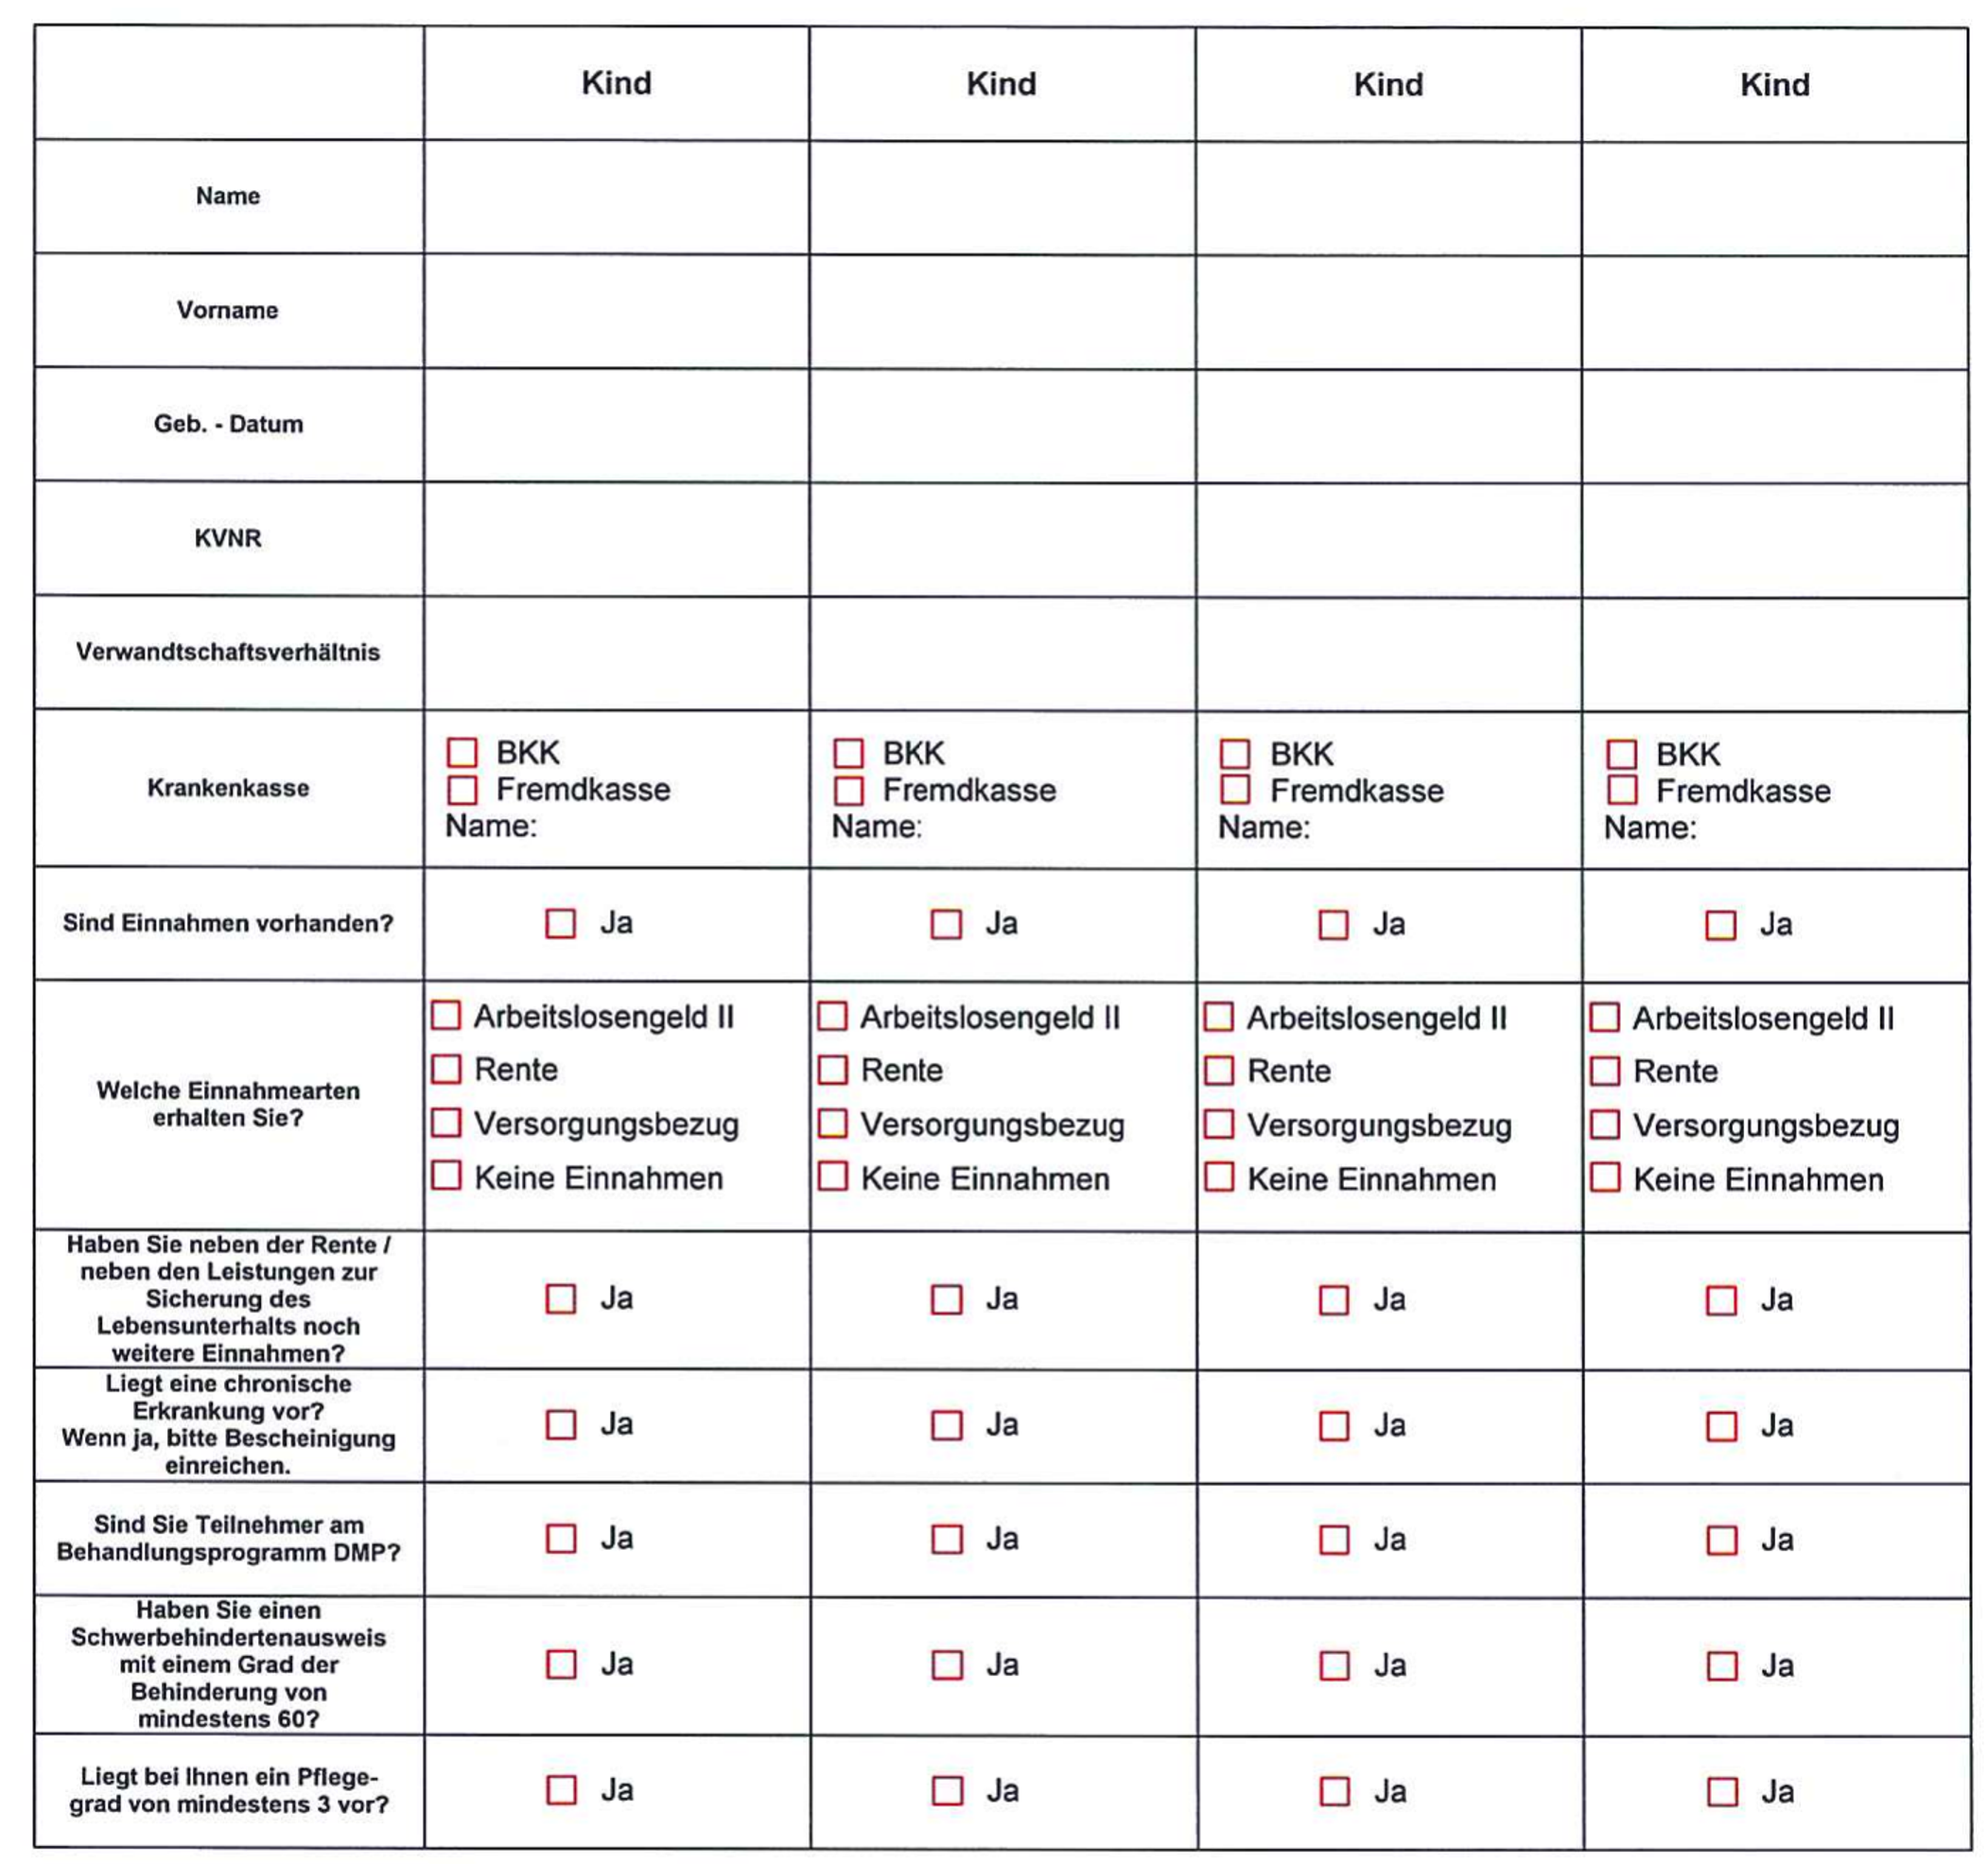 Kind Kind Kind Kind
Name
Vorname
Geb. - Datum
KVNR
Verwandtschaftsverhältnis
Krankenkasse
BKK
Fremdkasse
Name:
BKK
Fremdkasse
Name:
BKK
Fremdkasse
Name:
BKK
Fremdkasse
Name:
Sind Einnahmen vorhanden? Ja Ja Ja Ja
Welche Einnahmearten
erhalten Sie?
Arbeitslosengeld II
Rente
Versorgungsbezug
Keine Einnahmen
Arbeitslosengeld II
Rente
Versorgungsbezug
Keine Einnahmen
Arbeitslosengeld II
Rente
Versorgungsbezug
Keine Einnahmen
Arbeitslosengeld II
Rente
Versorgungsbezug
Keine Einnahmen
Haben Sie neben der Rente /
neben den Leistungen zur
Sicherung des
Lebensunterhalts noch
weitere Einnahmen?
Ja Ja Ja Ja
Liegt eine chronische
Erkrankung vor?
Wenn ja, bitte Bescheinigung
einreichen.
Ja Ja Ja Ja
Sind Sie Teilnehmer am
Behandlungsprogramm DMP?
Ja Ja Ja Ja
Haben Sie einen
Schwerbehindertenausweis
mit einem Grad der
Behinderung von
mindestens 60?
Ja Ja Ja Ja
Liegt bei Ihnen ein Pflege-
grad von mindestens 3 vor?
Ja Ja Ja Ja